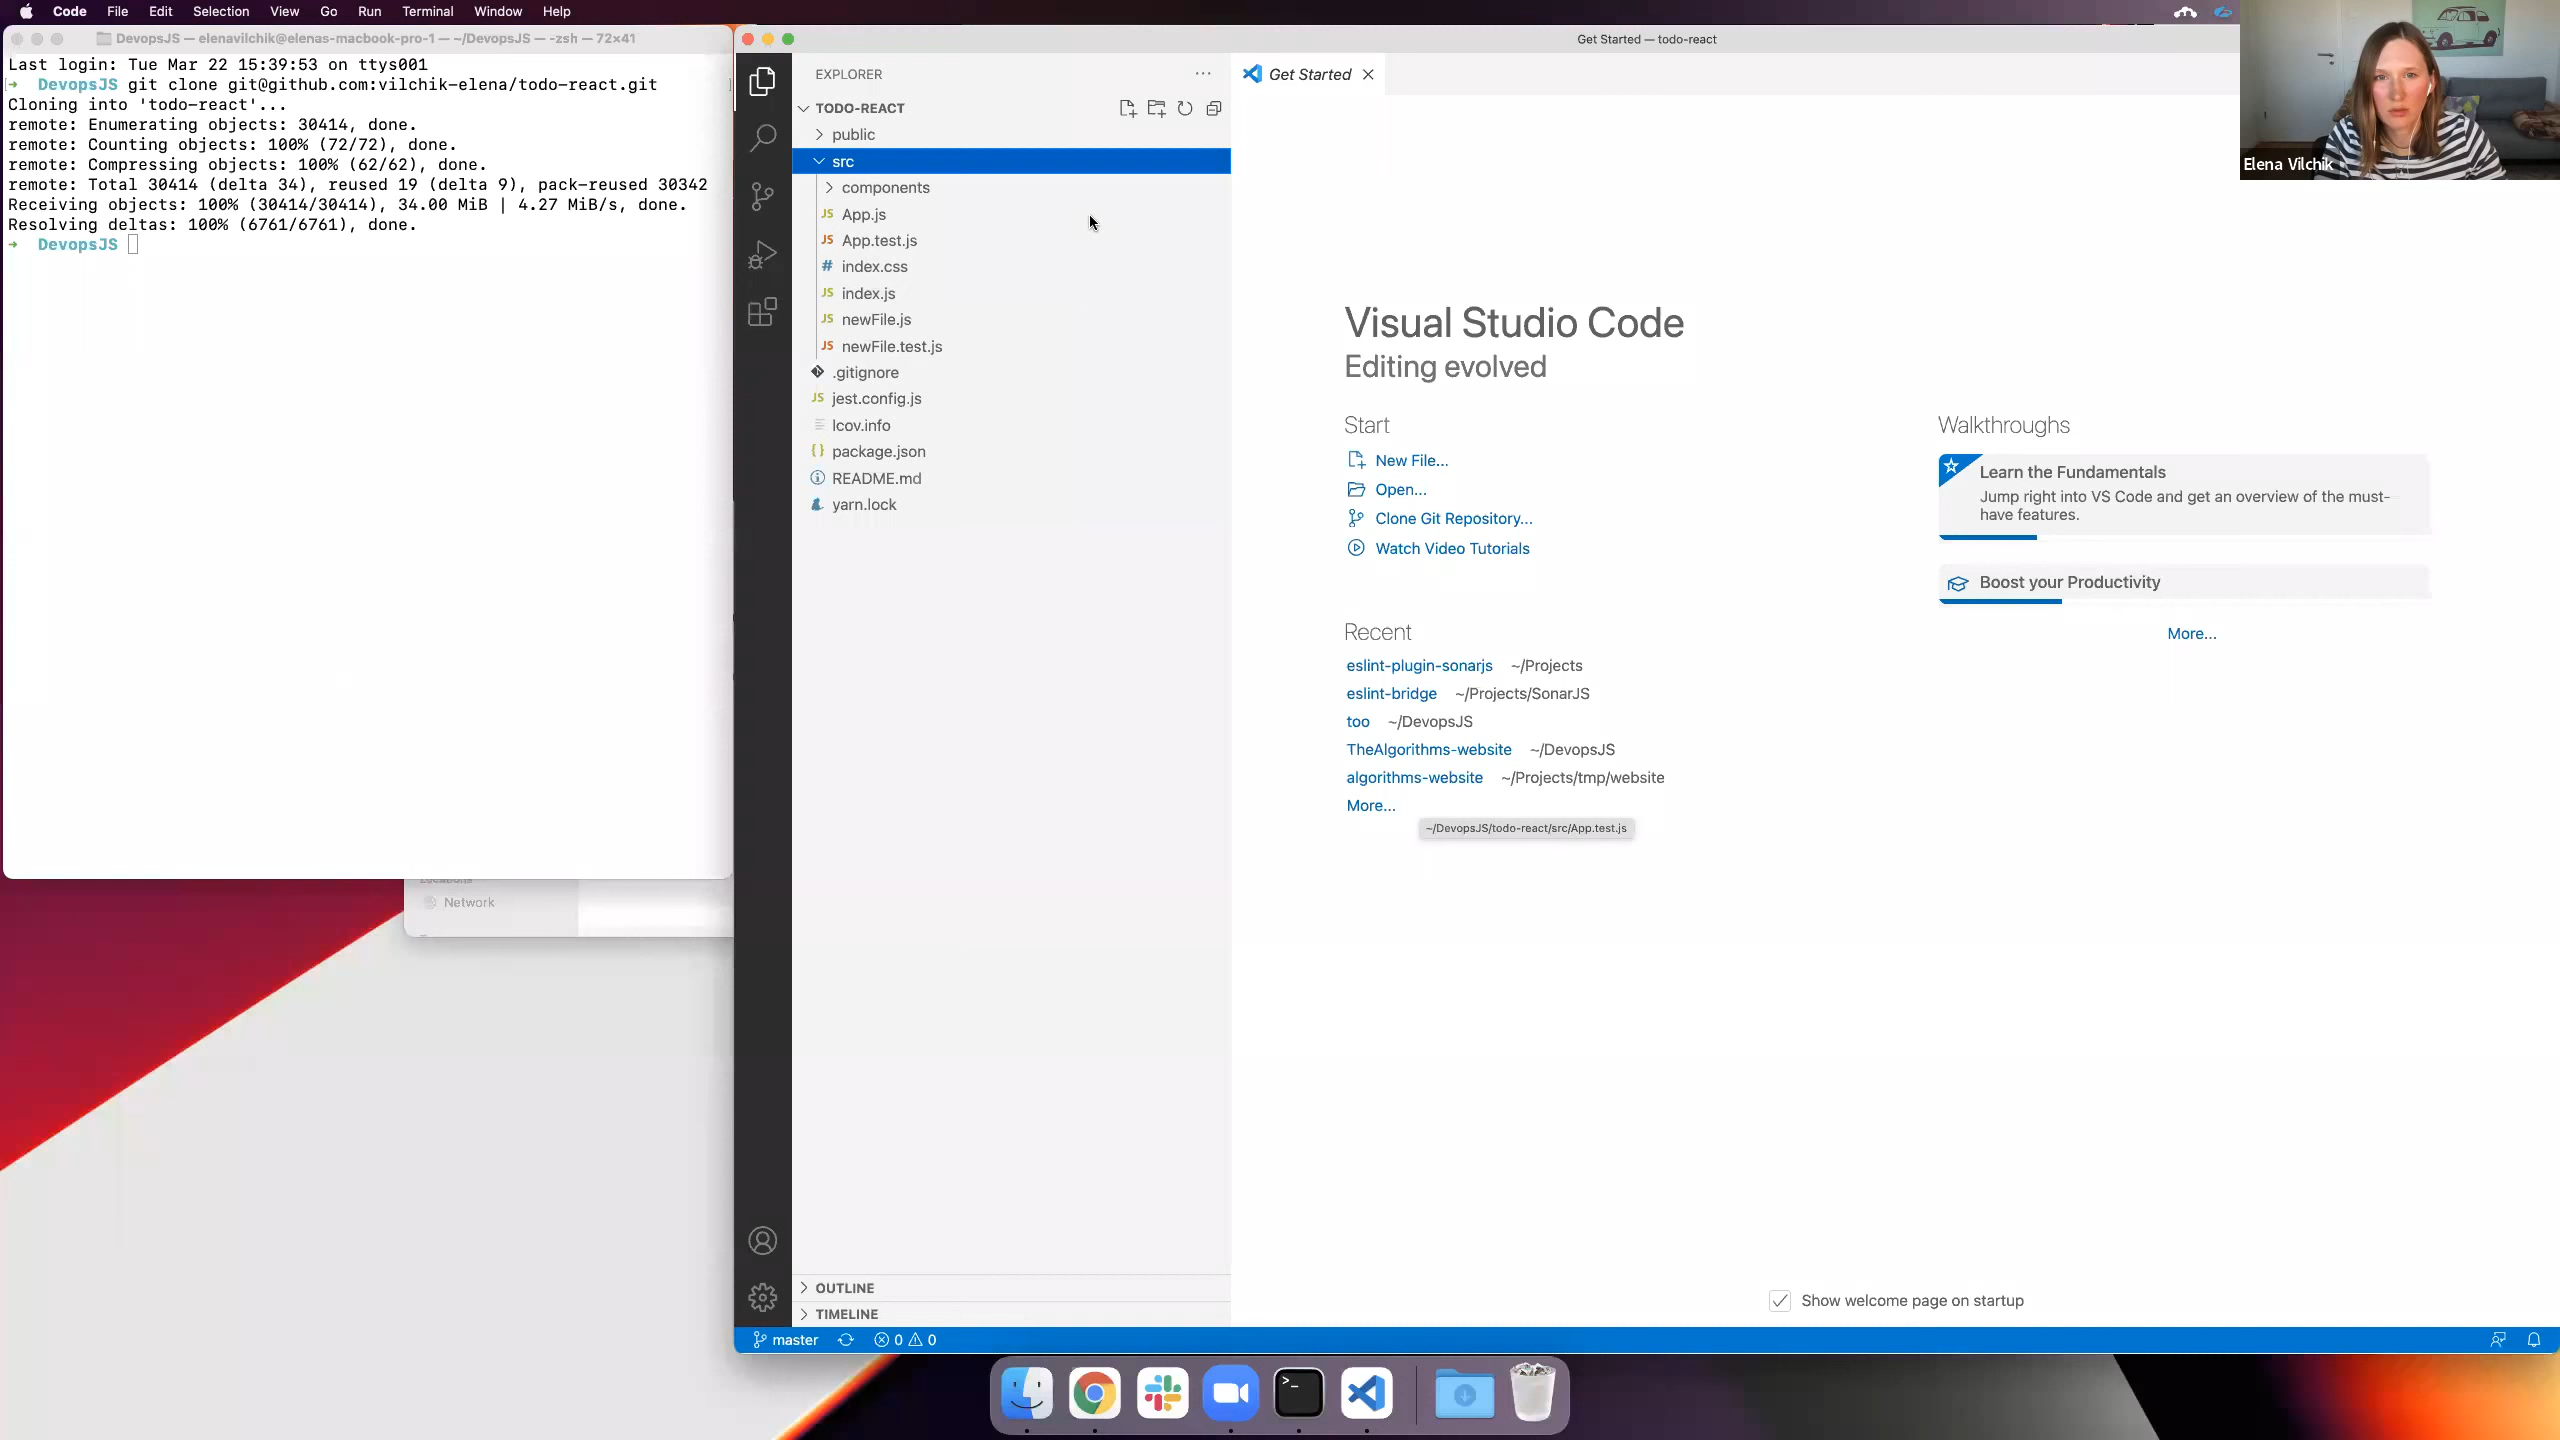 Code File Edit Selection View Go Run Terminal Window Help
DevopsJS — elenavilchik@elenas-macbook-pro-1 — ~/DevopsJS — -zsh — 72×41
Last login: Tue Mar 22 15:39:53 on ttys001
DevopsJS git clone git@github.com:vilchik-elena/todo-react.git
Cloning into 'todo-react'...
remote: Enumerating objects: 30414, done.
remote: Counting objects: 100% (72/72), done.
remote: Compressing objects: 100% (62/62), done.
remote: Total 30414 (delta 34), reused 19 (delta 9), pack-reused 30342
Receiving objects: 100% (30414/30414), 34.00 MiB | 4.27 MiB/s, done.
Resolving deltas: 100% (6761/6761), done.
DevopsJS
Network
Get Started — todo-react
EXPLORER
TODO-REACT
public
src
components
JS App.js
JS App.test.js
# index.css
JS index.js
JS newFile.js
JS newFile.test.js
.gitignore
JS jest.config.js
lcov.info
{} package.json
README.md
yarn.lock
OUTLINE
TIMELINE
master
0 0
Get Started
Visual Studio Code
Editing evolved
Start
New File...
Open...
Clone Git Repository...
Watch Video Tutorials
Recent
eslint-plugin-sonarjs ~/Projects
eslint-bridge ~/Projects/SonarJS
too ~/DevopsJS
TheAlgorithms-website ~/DevopsJS
algorithms-website ~/Projects/tmp/website
More...
~/DevopsJS/todo-react/src/App.test.js
Walkthroughs
Learn the Fundamentals
Jump right into VS Code and get an overview of the must-
have features.
Boost your Productivity
More...
Show welcome page on startup
Elena Vilchik